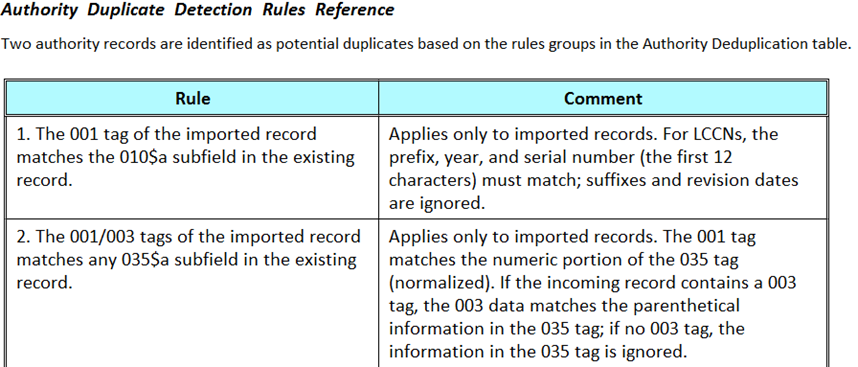 Authority Duplicate Detection Rules Reference
Two authority records are identified as potential duplicates based on the rules groups in the Authority Deduplication table.
Rule
Comment
1. The 001 tag of the imported record
matches the 010$a subfield in the existing
record.
Applies only to imported records. For LCCNs, the
prefix, year, and serial number (the first 12
characters) must match; suffixes and revision dates
are ignored.
2. The 001/003 tags of the imported record
matches any 035$a subfield in the existing
record.
Applies only to imported records. The 001 tag
matches the numeric portion of the 035 tag
(normalized). If the incoming record contains a 003
tag, the 003 data matches the parenthetical
information in the 035 tag; if no 003 tag, the
information in the 035 tag is ignored.